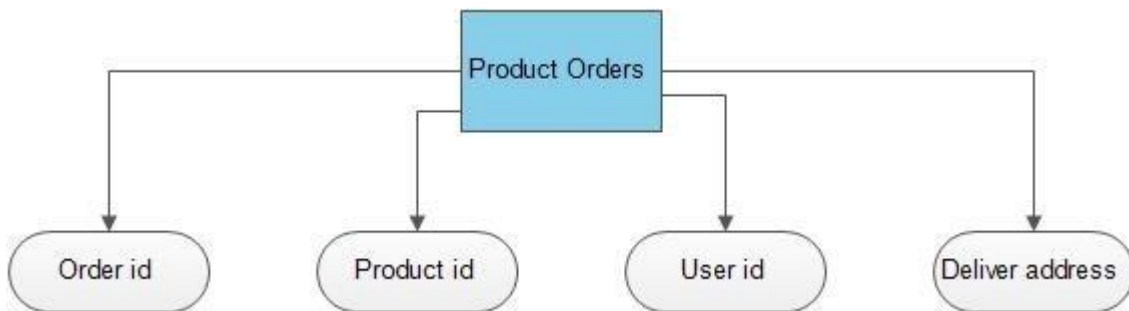 Product Orders
Order id
Product id
User id
Deliver address